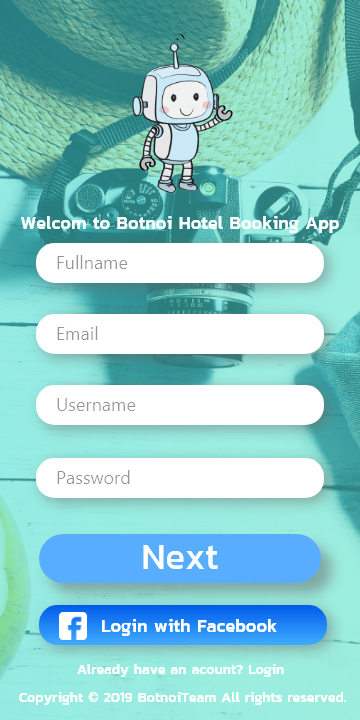 Welcom to Botnoi Hotel Booking App
Fullname
Email
Username
Password
Next
Login with Facebook
Already have an acount? Login
Copyright © 2019 BotnoiTeam All rights reserved.